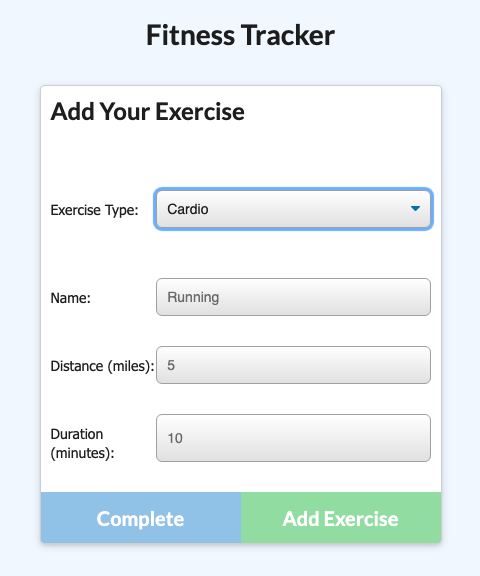 Fitness Tracker
Add Your Exercise
Exercise Type: Cardio
Name: Running
Distance (miles): 5
Duration
(minutes): 10
Complete Add Exercise